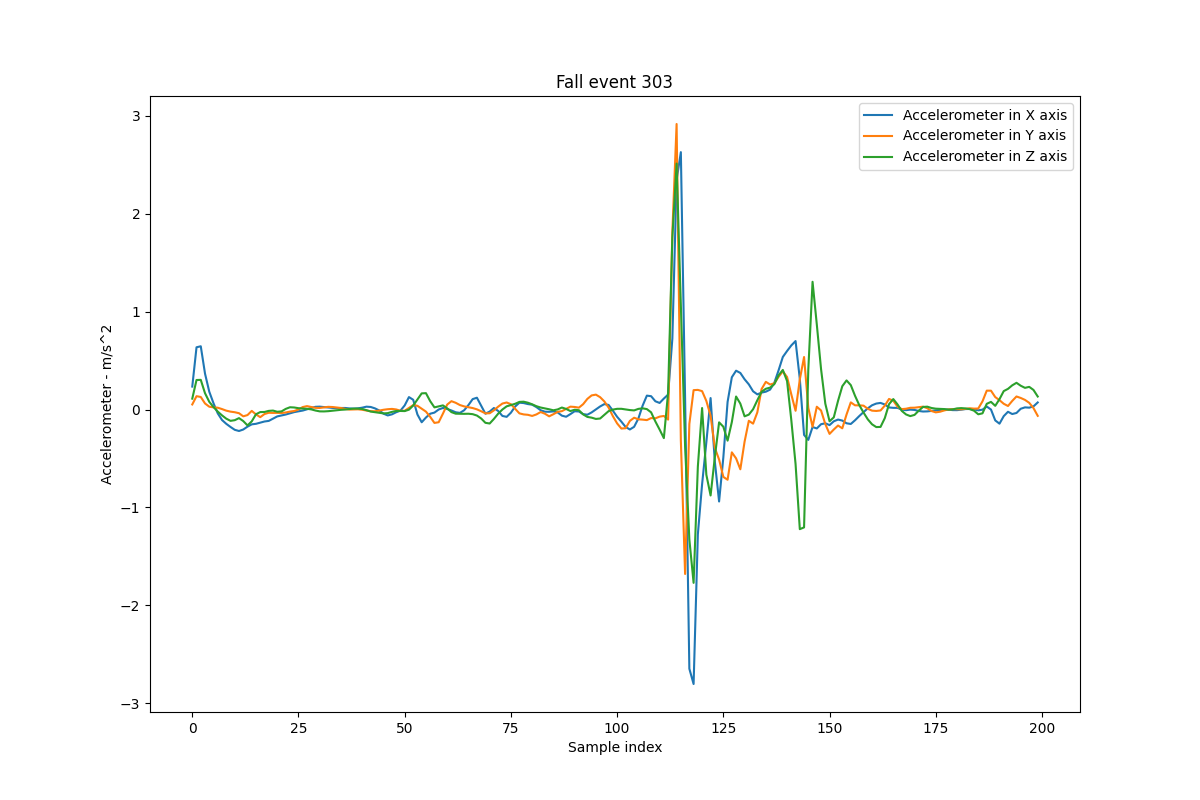 Fall event 303
Accelerometer in X axis
Accelerometer in Y axis
Accelerometer in Z axis
Accelerometer - m/s^2
3
2
1
0
−1
−2
−3
0 25 50 75 100 125 150 175 200
Sample index